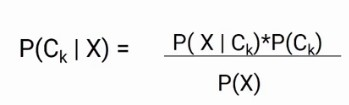 P(Cₖ | X) = P( X | Cₖ)*P(Cₖ)
P(X)